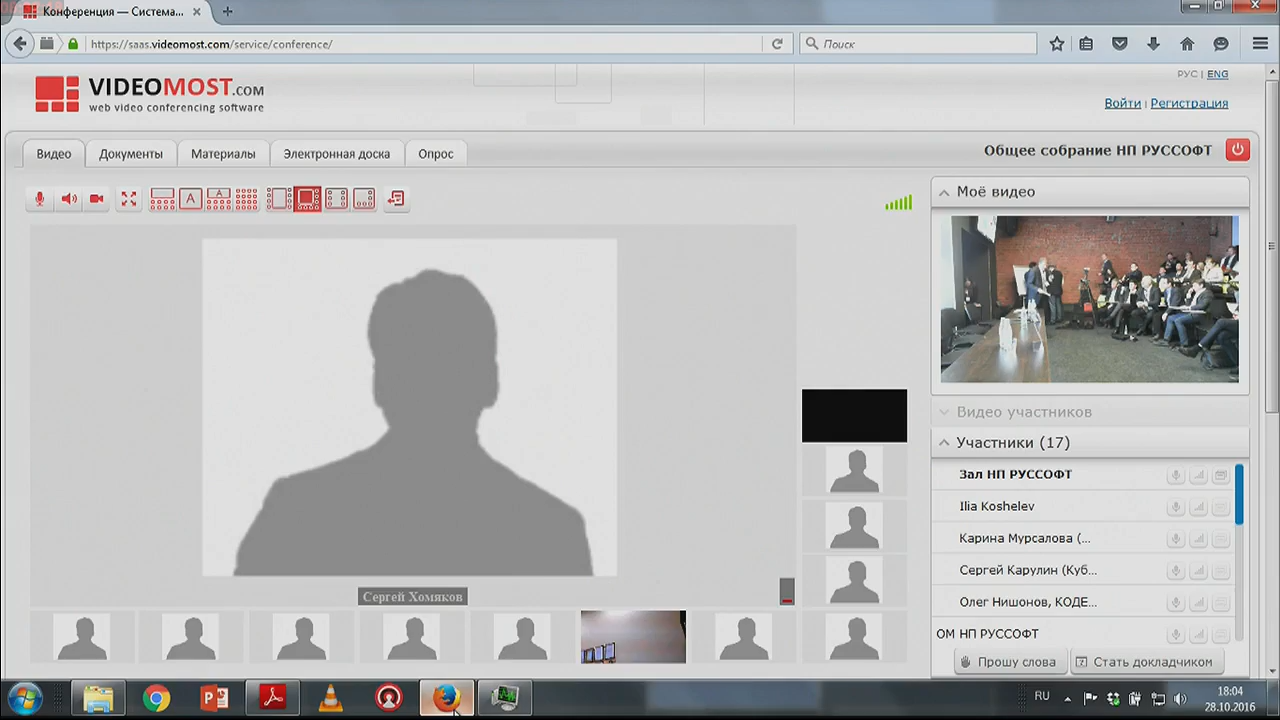 Конференция — Система...
https://saas.videomost.com/service/conference/
Поиск
РУС | ENG
VIDEOMOST.COM
web video conferencing software
Войти | Регистрация
Видео
Документы
Материалы
Электронная доска
Опрос
Общее собрание НП РУССОФТ
A
A
Моё видео
Видео участников
Участники (17)
Зал НП РУССОФТ
Ilia Koshelev
Карина Мурсалова (...
Сергей Карулин (Куб...
Олег Нишонов, КОДЕ...
ОМ НП РУССОФТ
Сергей Хомяков
Прошу слова
Стать докладчиком
RU
18:04
28.10.2016